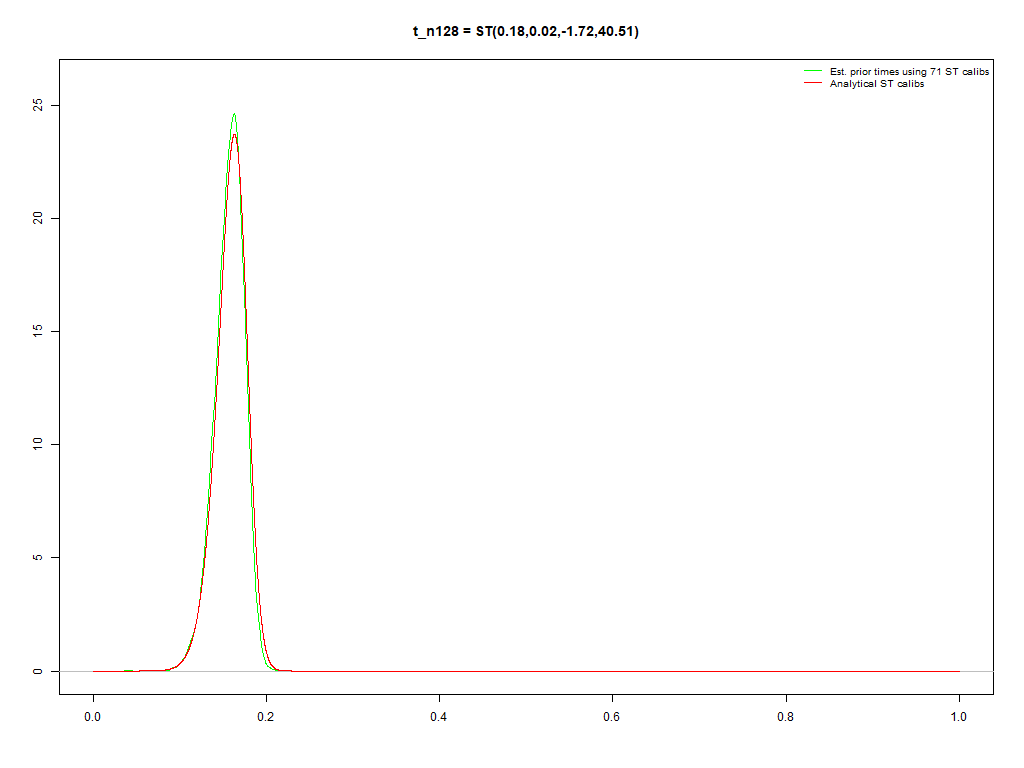 t_n128 = ST(0.18,0.02,-1.72,40.51)
Est. prior times using 71 ST calibs
Analytical ST calibs
25
20
15
10
5
0
0.0 0.2 0.4 0.6 0.8 1.0